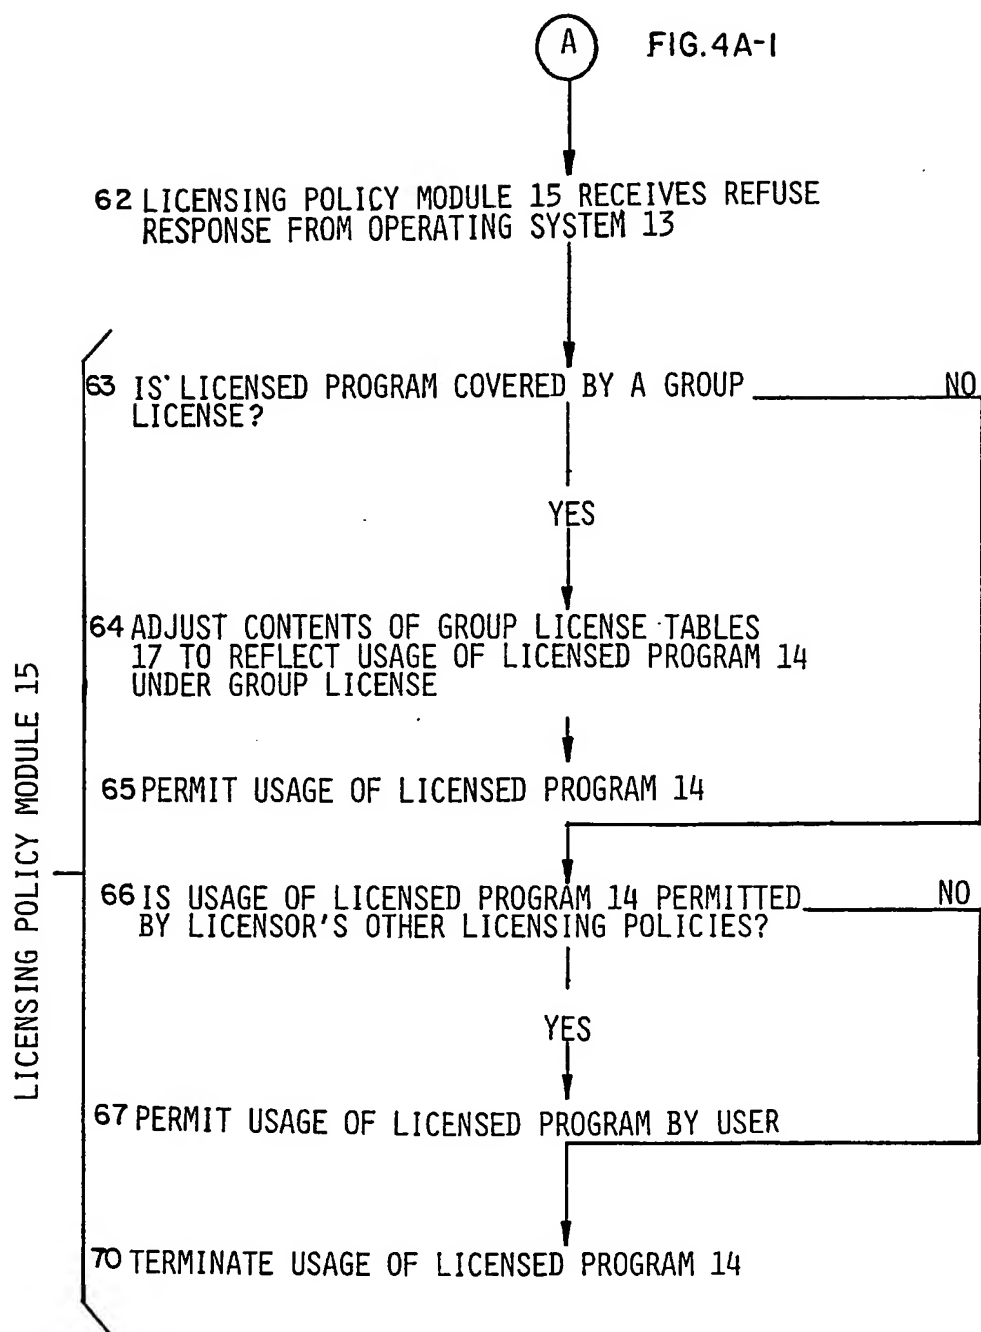 A FIG.4A-1
62 LICENSING POLICY MODULE 15 RECEIVES REFUSE
RESPONSE FROM OPERATING SYSTEM 13
63 IS LICENSED PROGRAM COVERED BY A GROUP NO
LICENSE?
YES
64 ADJUST CONTENTS OF GROUP LICENSE TABLES
17 TO REFLECT USAGE OF LICENSED PROGRAM 14
UNDER GROUP LICENSE
65 PERMIT USAGE OF LICENSED PROGRAM 14
66 IS USAGE OF LICENSED PROGRAM 14 PERMITTED NO
BY LICENSOR'S OTHER LICENSING POLICIES?
YES
67 PERMIT USAGE OF LICENSED PROGRAM BY USER
70 TERMINATE USAGE OF LICENSED PROGRAM 14
LICENSING POLICY MODULE 15